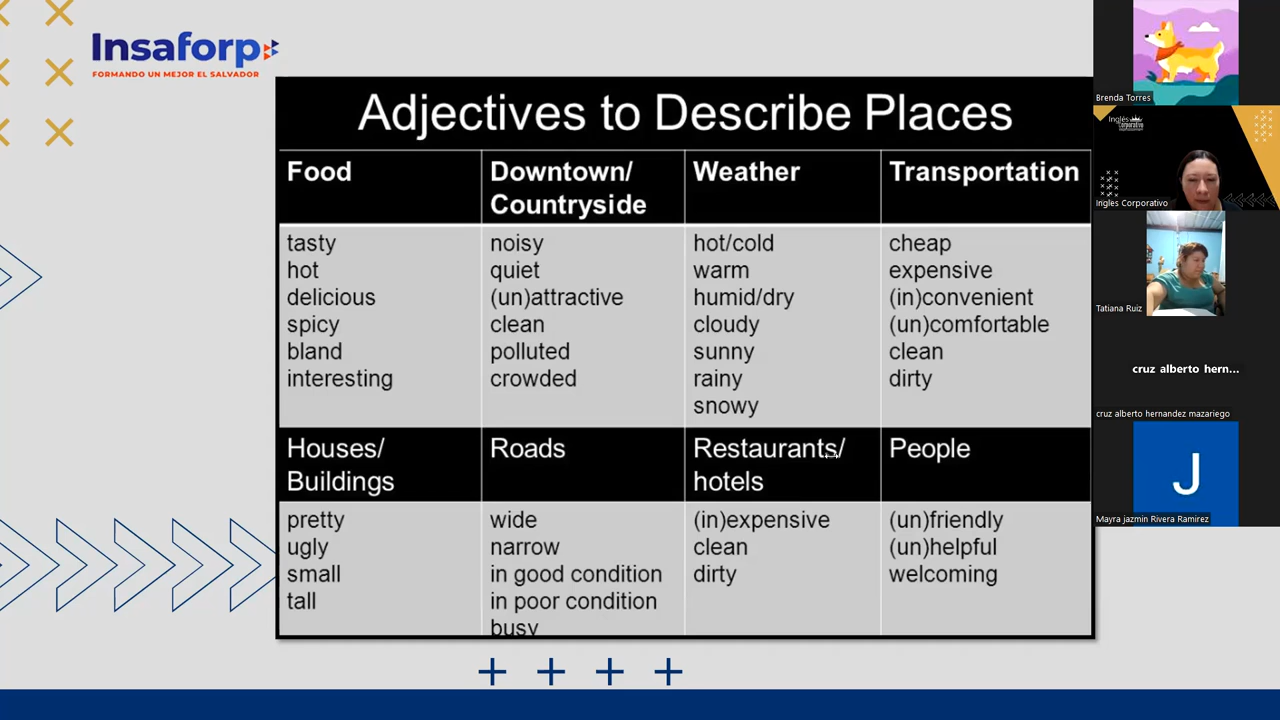 Insaforp
FORMANDO UN MEJOR EL SALVADOR
Adjectives to Describe Places
Food
Downtown/
Countryside
Weather
Transportation
tasty
hot
delicious
spicy
bland
interesting
noisy
quiet
(un)attractive
clean
polluted
crowded
hot/cold
warm
humid/dry
cloudy
sunny
rainy
snowy
cheap
expensive
(in)convenient
(un)comfortable
clean
dirty
Houses/
Buildings
Roads
Restaurants/
hotels
People
pretty
ugly
small
tall
wide
narrow
in good condition
in poor condition
busy
(in)expensive
clean
dirty
(un)friendly
(un)helpful
welcoming
Brenda Torres
Inglés
Corporativo
Ingles Corporativo
Tatiana Ruiz
cruz alberto hern...
cruz alberto hernandez mazariego
J
Mayra jazmin Rivera Ramirez